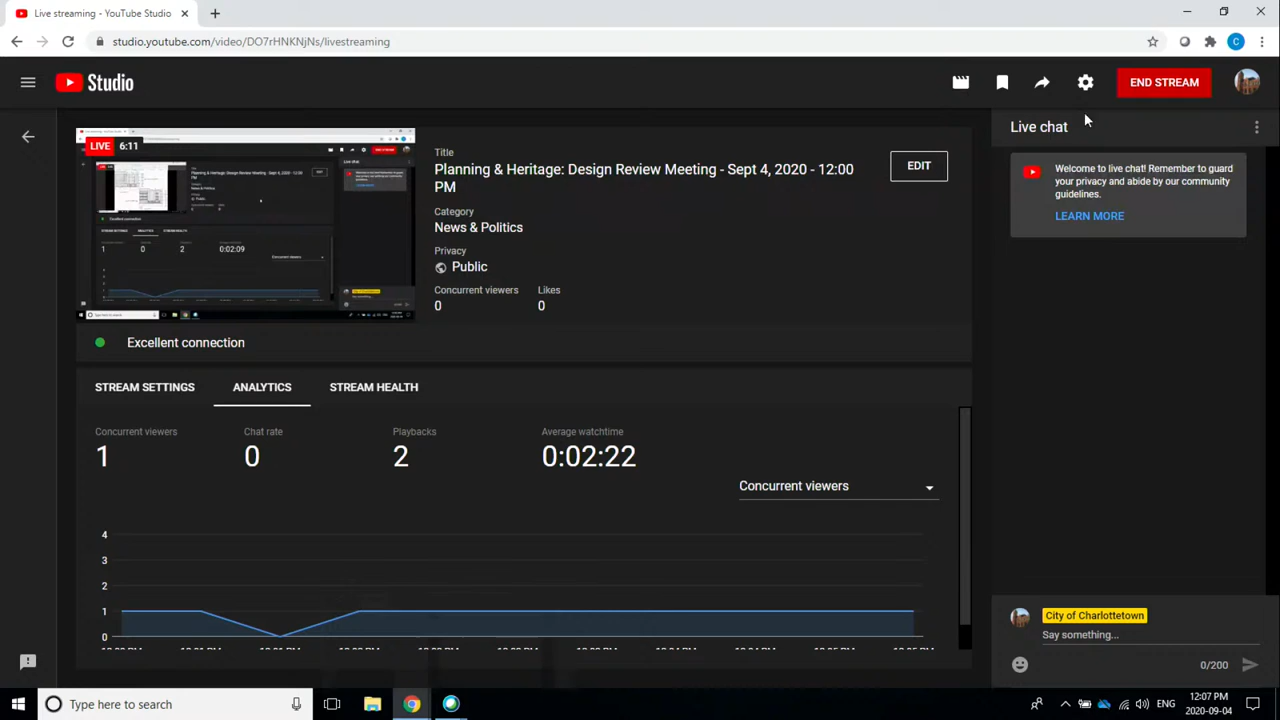 Live streaming - YouTube Studio
studio.youtube.com/video/DO7rHNKNjNs/livestreaming
C
Studio
END STREAM
LIVE 6:11
Title
Planning & Heritage: Design Review Meeting - Sept 4, 2020 - 12:00
PM
EDIT
Category
News & Politics
Privacy
Public
Concurrent viewers Likes
0 0
Excellent connection
STREAM SETTINGS ANALYTICS STREAM HEALTH
Concurrent viewers Chat rate Playbacks Average watchtime
1 0 2 0:02:22
Concurrent viewers
4
3
2
1
0
Live chat
Welcome to live chat! Remember to guard
your privacy and abide by our community
guidelines.
LEARN MORE
City of Charlottetown
Say something...
0/200
Type here to search
ENG
12:07 PM
2020-09-04